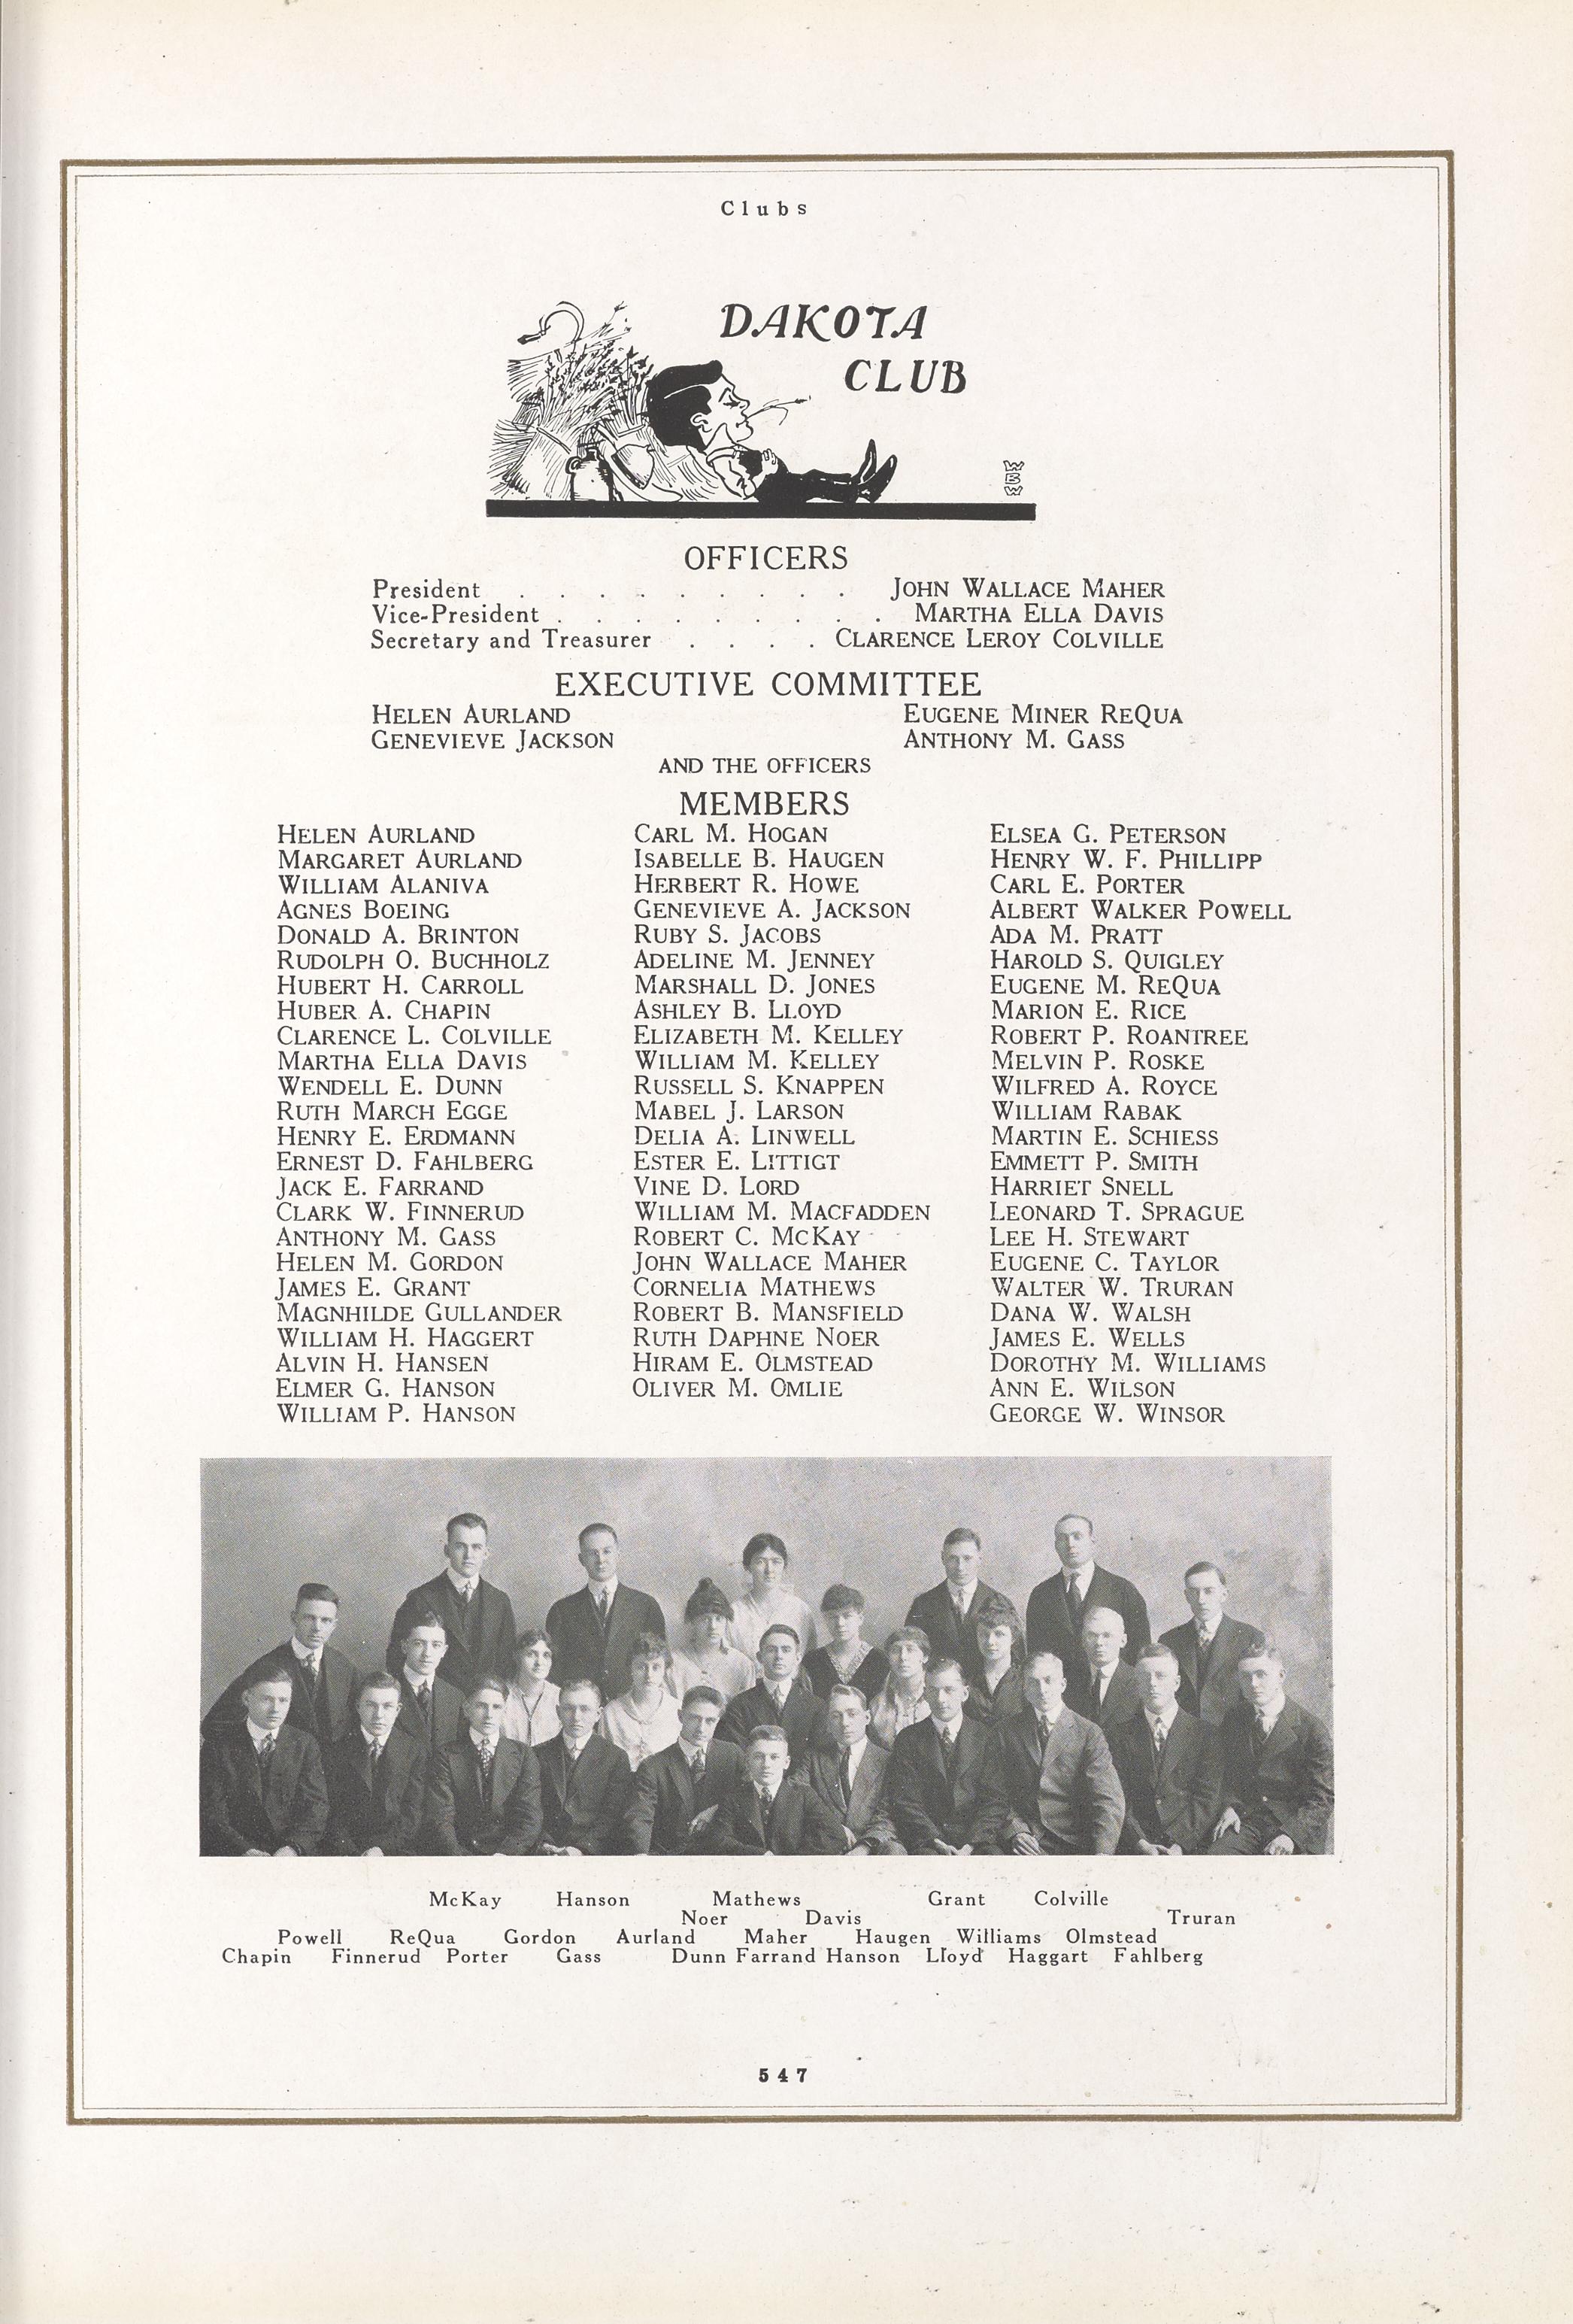 Clubs
DAKOTA
CLUB
WBW
OFFICERS
President . . . . . . . . . JOHN WALLACE MAHER
Vice-President . . . . . . . . . MARTHA ELLA DAVIS
Secretary and Treasurer . . . . CLARENCE LEROY COLVILLE
EXECUTIVE COMMITTEE
HELEN AURLAND EUGENE MINER REQUA
GENEVIEVE JACKSON ANTHONY M. GASS
AND THE OFFICERS
MEMBERS
HELEN AURLAND
MARGARET AURLAND
WILLIAM ALANIVA
AGNES BOEING
DONALD A. BRINTON
RUDOLPH O. BUCHHOLZ
HUBERT H. CARROLL
HUBER A. CHAPIN
CLARENCE L. COLVILLE
MARTHA ELLA DAVIS
WENDELL E. DUNN
RUTH MARCH EGGE
HENRY E. ERDMANN
ERNEST D. FAHLBERG
JACK E. FARRAND
CLARK W. FINNERUD
ANTHONY M. GASS
HELEN M. GORDON
JAMES E. GRANT
MAGNHILDE GULLANDER
WILLIAM H. HAGGERT
ALVIN H. HANSEN
ELMER G. HANSON
WILLIAM P. HANSON
CARL M. HOGAN
ISABELLE B. HAUGEN
HERBERT R. HOWE
GENEVIEVE A. JACKSON
RUBY S. JACOBS
ADELINE M. JENNEY
MARSHALL D. JONES
ASHLEY B. LLOYD
ELIZABETH M. KELLEY
WILLIAM M. KELLEY
RUSSELL S. KNAPPEN
MABEL J. LARSON
DELIA A. LINWELL
ESTER E. LITTIGT
VINE D. LORD
WILLIAM M. MACFADDEN
ROBERT C. MCKAY
JOHN WALLACE MAHER
CORNELIA MATHEWS
ROBERT B. MANSFIELD
RUTH DAPHNE NOER
HIRAM E. OLMSTEAD
OLIVER M. OMLIE
ELSEA G. PETERSON
HENRY W. F. PHILLIPP
CARL E. PORTER
ALBERT WALKER POWELL
ADA M. PRATT
HAROLD S. QUIGLEY
EUGENE M. REQUA
MARION E. RICE
ROBERT P. ROANTREE
MELVIN P. ROSKE
WILFRED A. ROYCE
WILLIAM RABAK
MARTIN E. SCHIESS
EMMETT P. SMITH
HARRIET SNELL
LEONARD T. SPRAGUE
LEE H. STEWART
EUGENE C. TAYLOR
WALTER W. TRURAN
DANA W. WALSH
JAMES E. WELLS
DOROTHY M. WILLIAMS
ANN E. WILSON
GEORGE W. WINSOR
McKay Hanson Mathews Grant Colville
Noer Davis Truran
Powell ReQua Gordon Aurland Maher Haugen Williams Olmstead
Chapin Finnerud Porter Gass Dunn Farrand Hanson Lloyd Haggart Fahlberg
547